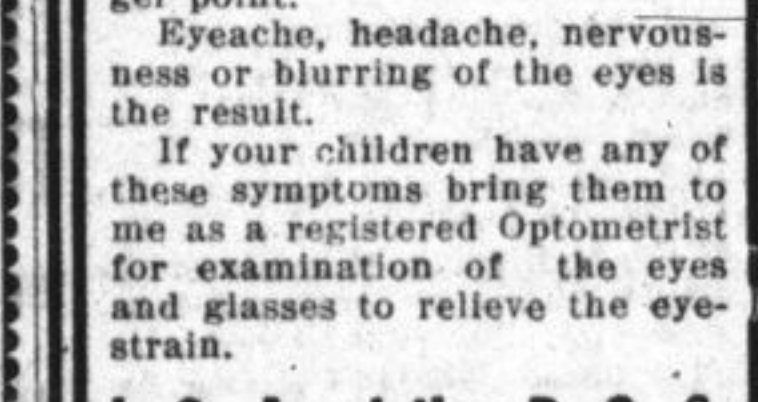 Eyeache, headache, nervous-
ness or blurring of the eyes is
the result.
If your children have any of
these symptoms bring them to
me as a registered Optometrist
for examination of the eyes
and glasses to relieve the eye-
strain.